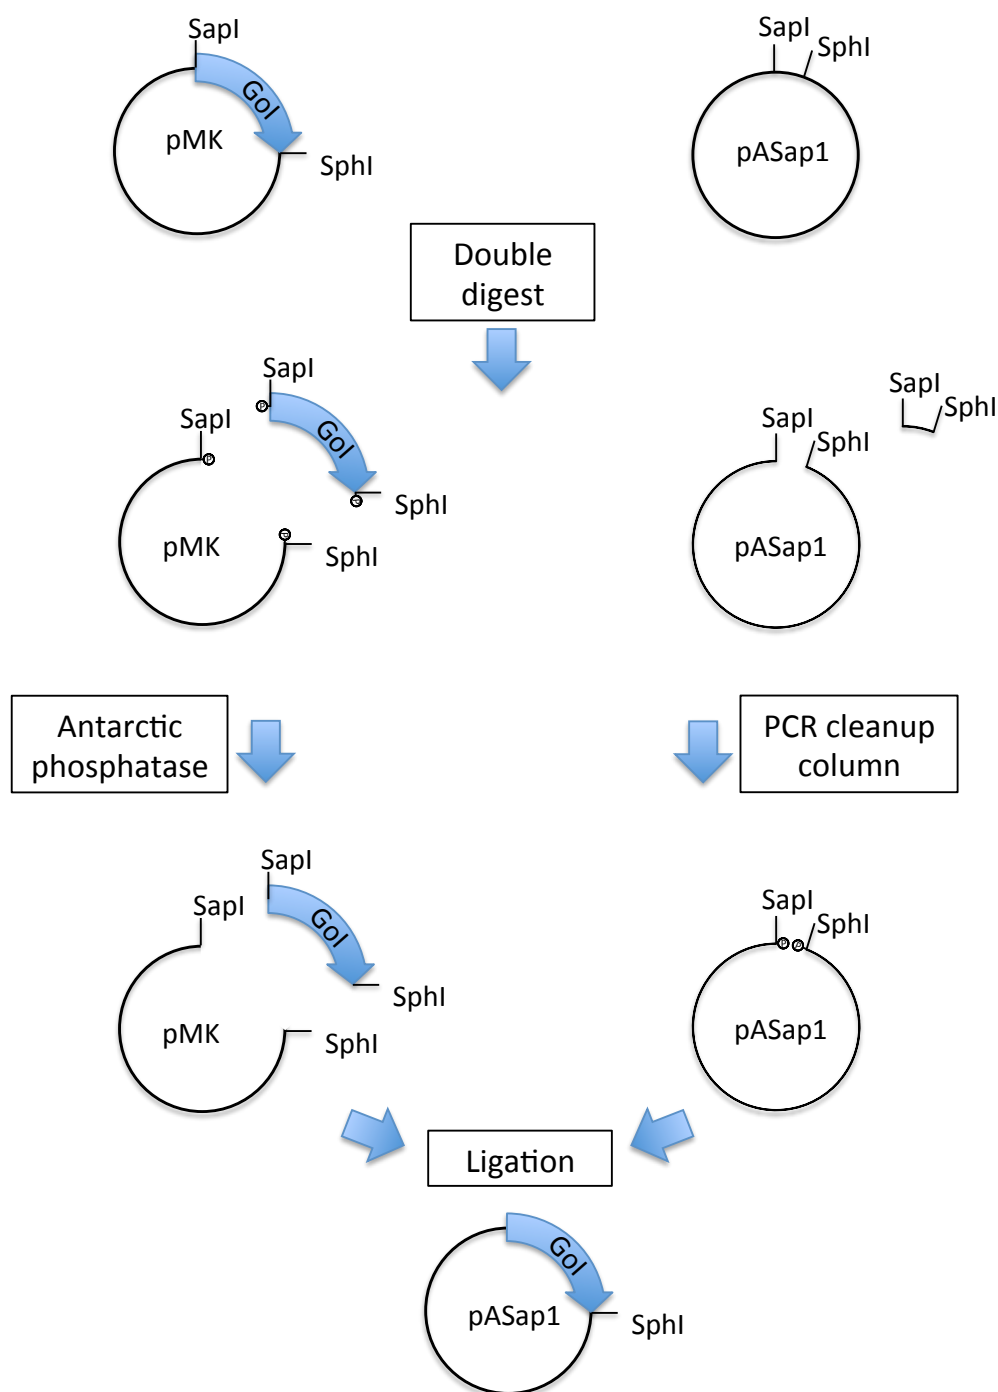 SapI
GoI
pMK
SphI
SapI
SphI
pASap1
Double
digest
SapI
SapI
P
P
GoI
SphI
P
P
pMK
SphI
SapI
SphI
SapI
SphI
pASap1
Antarctic
phosphatase
PCR cleanup
column
SapI
SapI
GoI
SphI
pMK
SphI
SapI
SphI
P
P
pASap1
Ligation
GoI
pASap1
SphI